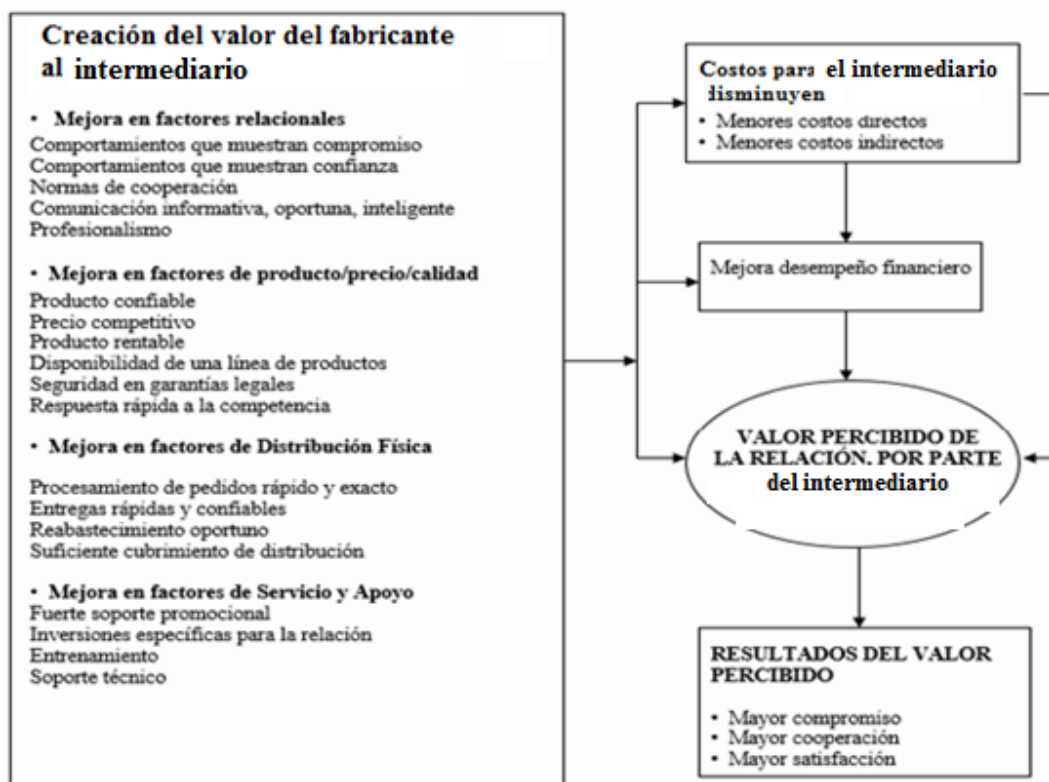 Creación del valor del fabricante
al intermediario
• Mejora en factores relacionales
Comportamientos que muestran compromiso
Comportamientos que muestran confianza
Normas de cooperación
Comunicación informativa, oportuna, inteligente
Profesionalismo
• Mejora en factores de producto/precio/calidad
Producto confiable
Precio competitivo
Producto rentable
Disponibilidad de una línea de productos
Seguridad en garantías legales
Respuesta rápida a la competencia
• Mejora en factores de Distribución Física
Procesamiento de pedidos rápido y exacto
Entregas rápidas y confiables
Reabastecimiento oportuno
Suficiente cubrimiento de distribución
• Mejora en factores de Servicio y Apoyo
Fuerte soporte promocional
Inversiones específicas para la relación
Entrenamiento
Soporte técnico
Costos para el intermediario
disminuyen
• Menores costos directos
• Menores costos indirectos
Mejora desempeño financiero
VALOR PERCIBIDO DE
LA RELACIÓN. POR PARTE
del intermediario
RESULTADOS DEL VALOR
PERCIBIDO
• Mayor compromiso
• Mayor cooperación
• Mayor satisfacción